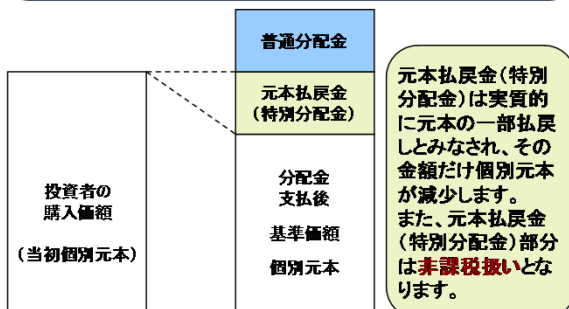 普通分配金
元本払戻金
(特別分配金)
投資者の
購入価額
(当初個別元本)
分配金
支払後
基準価額
個別元本
元本払戻金(特別
分配金)は実質的
に元本の一部払戻
しとみなされ、その
金額だけ個別元本
が減少します。
また、元本払戻金
(特別分配金)部分
は非課税扱いとな
ります。